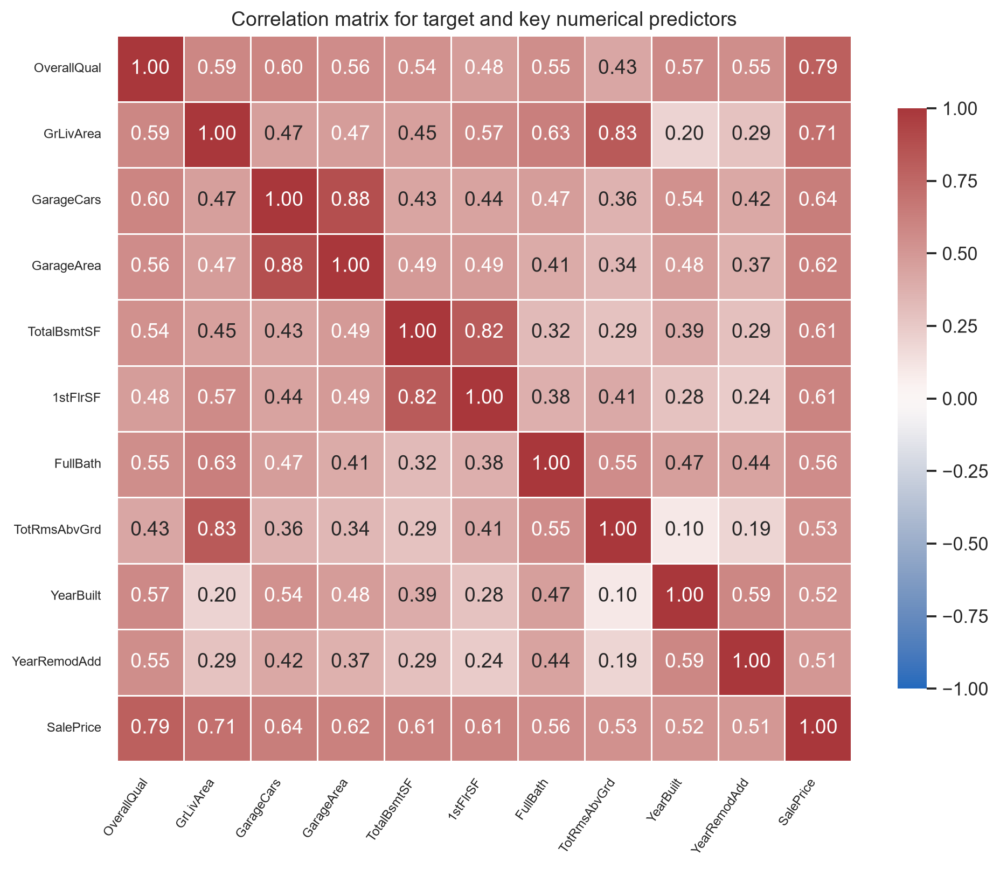 Correlation matrix for target and key numerical predictors
OverallQual 1.00 0.59 0.60 0.56 0.54 0.48 0.55 0.43 0.57 0.55 0.79
GrLivArea 0.59 1.00 0.47 0.47 0.45 0.57 0.63 0.83 0.20 0.29 0.71
GarageCars 0.60 0.47 1.00 0.88 0.43 0.44 0.47 0.36 0.54 0.42 0.64
GarageArea 0.56 0.47 0.88 1.00 0.49 0.49 0.41 0.34 0.48 0.37 0.62
TotalBsmtSF 0.54 0.45 0.43 0.49 1.00 0.82 0.32 0.29 0.39 0.29 0.61
1stFlrSF 0.48 0.57 0.44 0.49 0.82 1.00 0.38 0.41 0.28 0.24 0.61
FullBath 0.55 0.63 0.47 0.41 0.32 0.38 1.00 0.55 0.47 0.44 0.56
TotRmsAbvGrd 0.43 0.83 0.36 0.34 0.29 0.41 0.55 1.00 0.10 0.19 0.53
YearBuilt 0.57 0.20 0.54 0.48 0.39 0.28 0.47 0.10 1.00 0.59 0.52
YearRemodAdd 0.55 0.29 0.42 0.37 0.29 0.24 0.44 0.19 0.59 1.00 0.51
SalePrice 0.79 0.71 0.64 0.62 0.61 0.61 0.56 0.53 0.52 0.51 1.00
OverallQual GrLivArea GarageCars GarageArea TotalBsmtSF 1stFlrSF FullBath TotRmsAbvGrd YearBuilt YearRemodAdd SalePrice
1.00
0.75
0.50
0.25
0.00
−0.25
−0.50
−0.75
−1.00